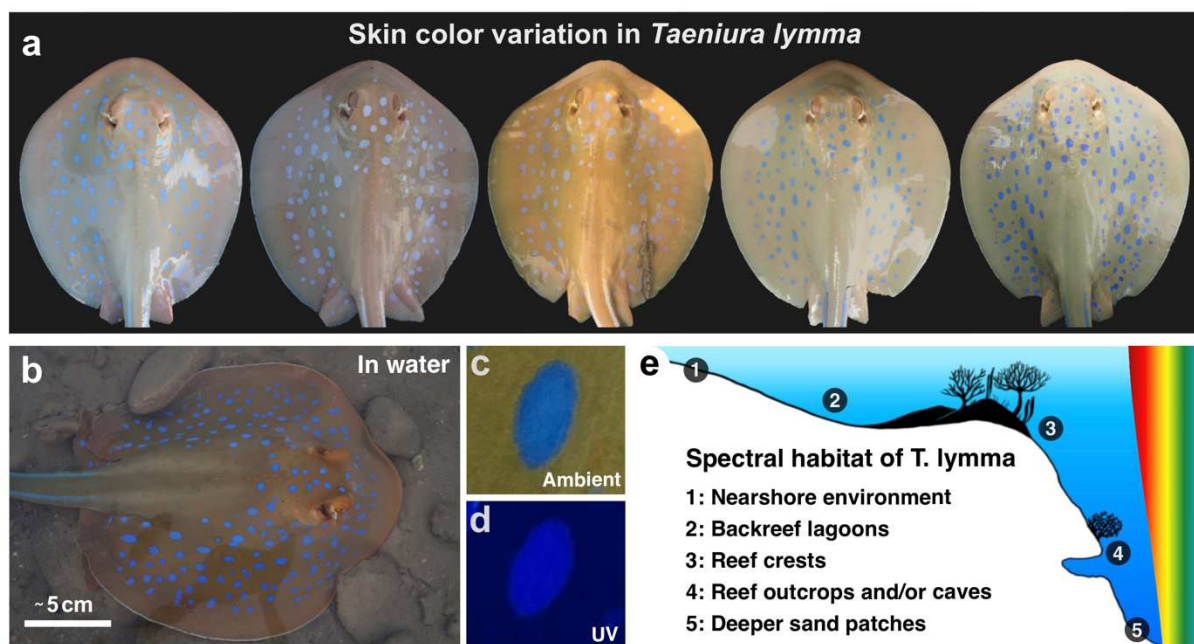 a
Skin color variation in Taeniura lymma
b
In water
~5 cm
c
Ambient
d
UV
e
1
2
3
4
5
Spectral habitat of T. lymma
1: Nearshore environment
2: Backreef lagoons
3: Reef crests
4: Reef outcrops and/or caves
5: Deeper sand patches